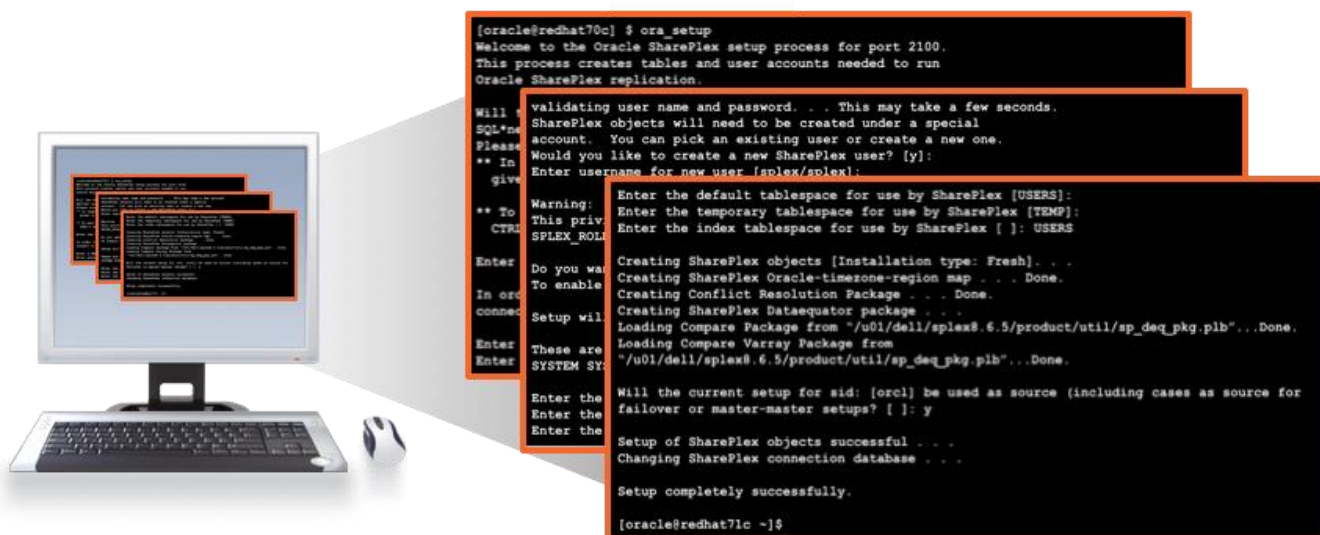 [oracle@redhat70c] $ ora_setup
Welcome to the Oracle SharePlex setup process for port 2100.
This process creates tables and user accounts needed to run
Oracle SharePlex replication.
Will
SQL*ne
Please
** In
give
** To
CTRL
Enter
In ord
connec
Enter
Enter
validating user name and password. . . This may take a few seconds.
SharePlex objects will need to be created under a special
account.  You can pick an existing user or create a new one.
Would you like to create a new SharePlex user? [y]:
Enter username for new user [splex/splex]:
Warning:
This priv
SPLEX_ROL
Do you wa
To enable
Setup wil
These are
SYSTEM SY
Enter the
Enter the
Enter the
Enter the default tablespace for use by SharePlex [USERS]:
Enter the temporary tablespace for use by SharePlex [TEMP]:
Enter the index tablespace for use by SharePlex [ ]: USERS
Creating SharePlex objects [Installation type: Fresh]. . .
Creating SharePlex Oracle-timezone-region map . . . Done.
Creating Conflict Resolution Package . . . Done.
Creating SharePlex Dataequator package . . .
Loading Compare Package from "/u01/dell/splex8.6.5/product/util/sp_deq_pkg.plb"...Done.
Loading Compare Varray Package from
"/u01/dell/splex8.6.5/product/util/sp_deq_pkg.plb"...Done.
Will the current setup for sid: [orcl] be used as source (including cases as source for
failover or master-master setups? [ ]: y
Setup of SharePlex objects successful . . .
Changing SharePlex connection database . . .
Setup completely successfully.
[oracle@redhat71c ~]$